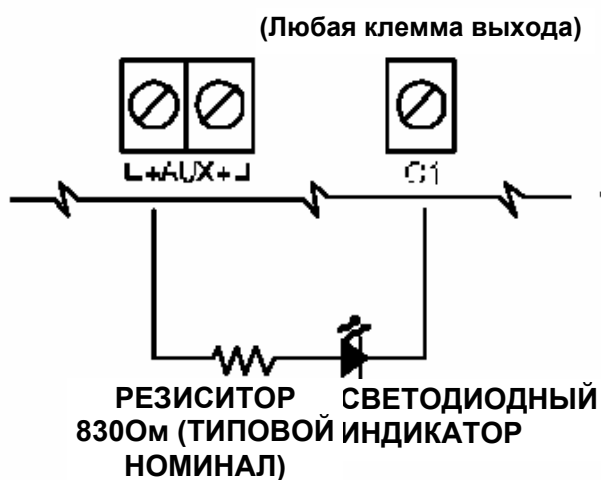 (Любая клемма выхода)
+AUX+
O1
РЕЗИСИТОР
830Ом (ТИПОВОЙ
НОМИНАЛ)
СВЕТОДИОДНЫЙ
ИНДИКАТОР